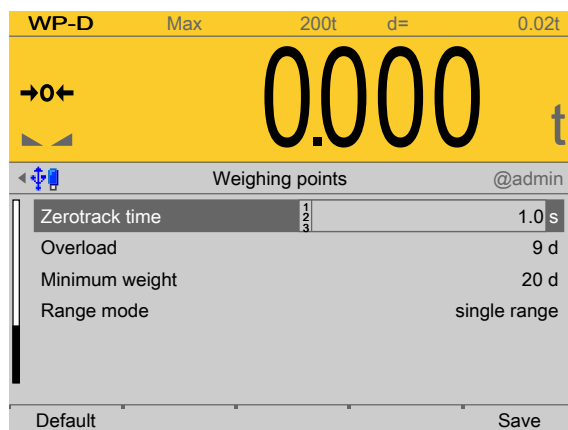 WP-D Max 200t d= 0.02t
→0←
0.000 t
Weighing points @admin
Zerotrack time 1 2 3 1.0 s
Overload 9 d
Minimum weight 20 d
Range mode single range
Default Save